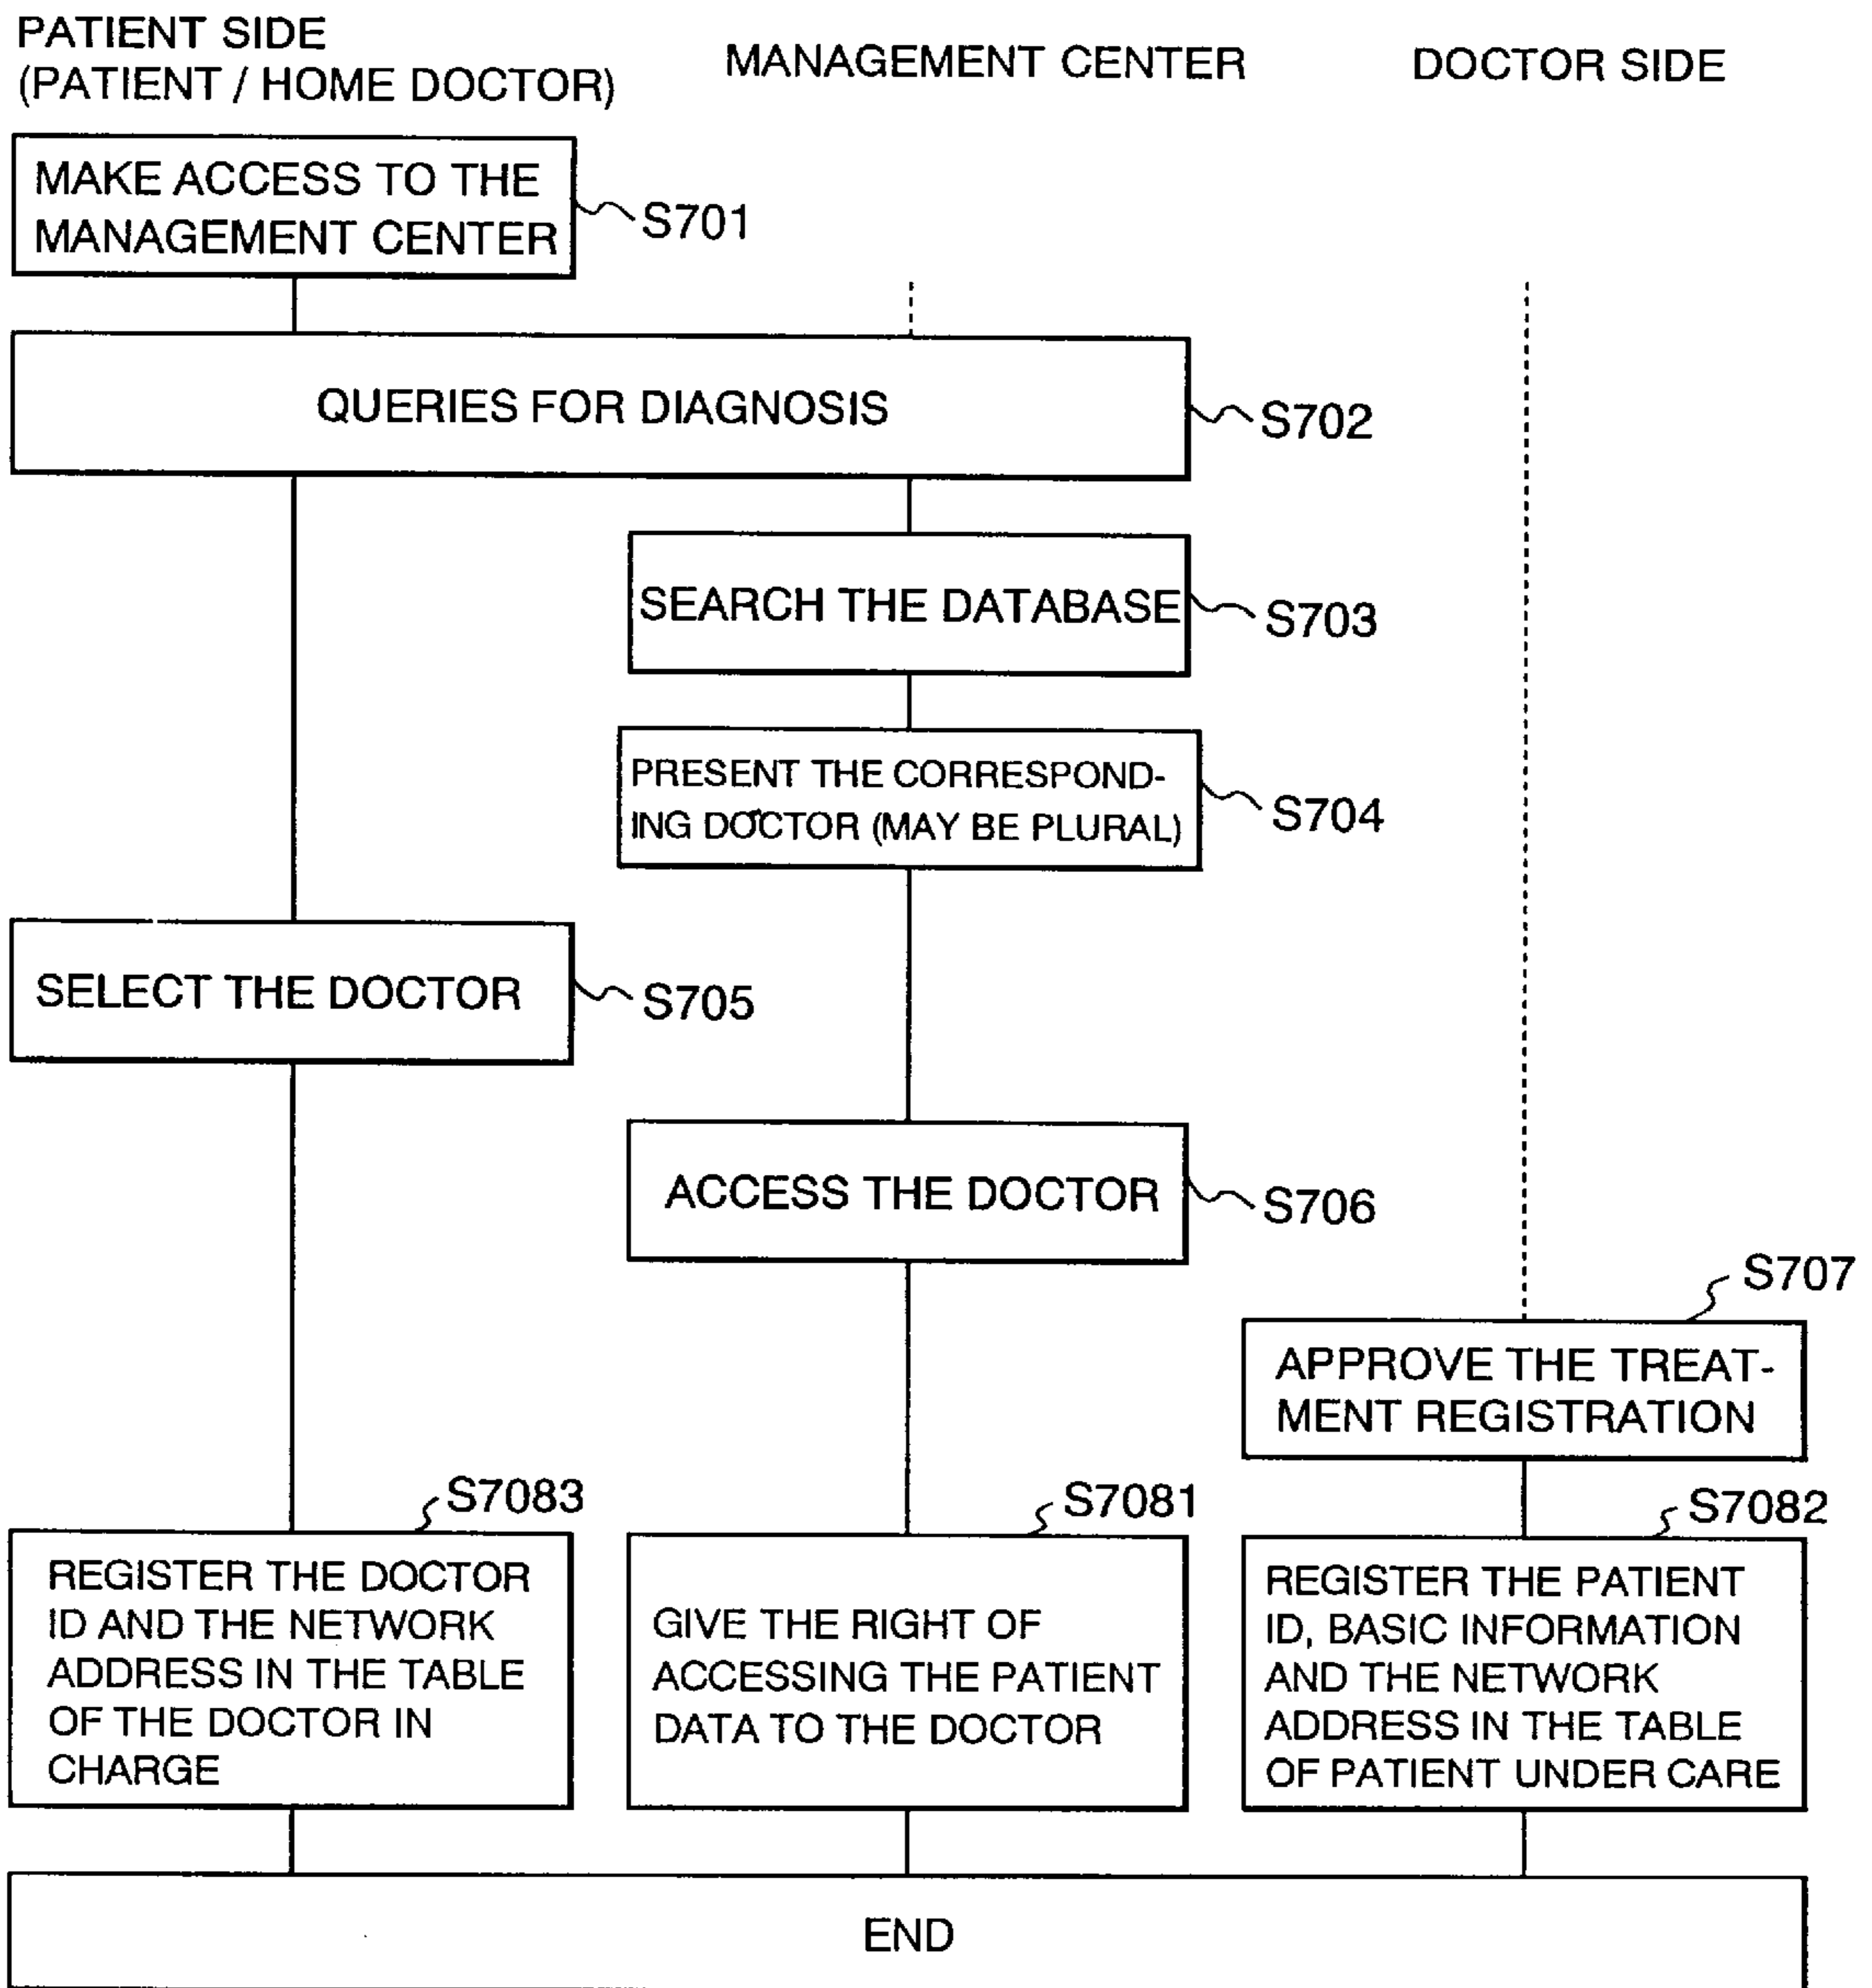 PATIENT SIDE
(PATIENT / HOME DOCTOR)
MANAGEMENT CENTER
DOCTOR SIDE
MAKE ACCESS TO THE
MANAGEMENT CENTER
S701
QUERIES FOR DIAGNOSIS
S702
SEARCH THE DATABASE
S703
PRESENT THE CORRESPOND-
ING DOCTOR (MAY BE PLURAL)
S704
SELECT THE DOCTOR
S705
ACCESS THE DOCTOR
S706
S707
APPROVE THE TREAT-
MENT REGISTRATION
S7083
REGISTER THE DOCTOR
ID AND THE NETWORK
ADDRESS IN THE TABLE
OF THE DOCTOR IN
CHARGE
S7081
GIVE THE RIGHT OF
ACCESSING THE PATIENT
DATA TO THE DOCTOR
S7082
REGISTER THE PATIENT
ID, BASIC INFORMATION
AND THE NETWORK
ADDRESS IN THE TABLE
OF PATIENT UNDER CARE
END